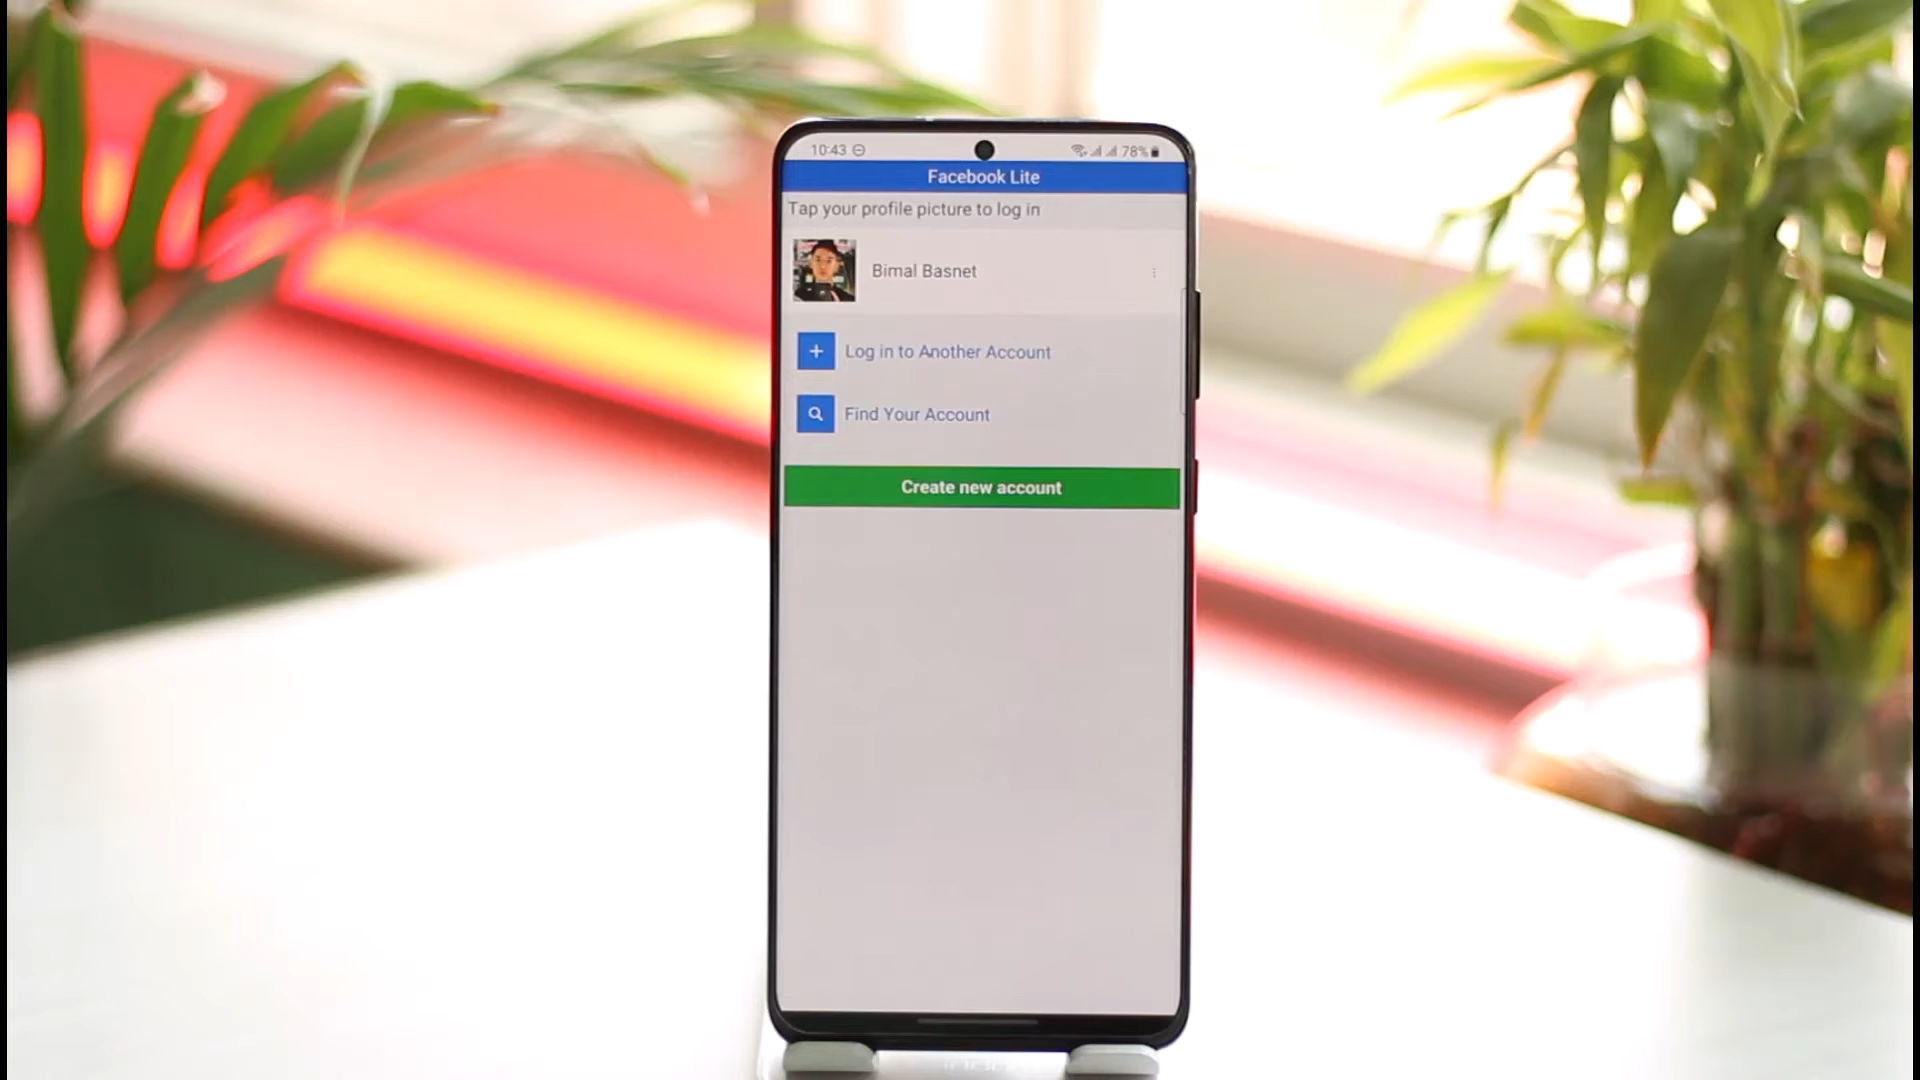 10:43
78%
Facebook Lite
Tap your profile picture to log in
Bimal Basnet
Log in to Another Account
Find Your Account
Create new account